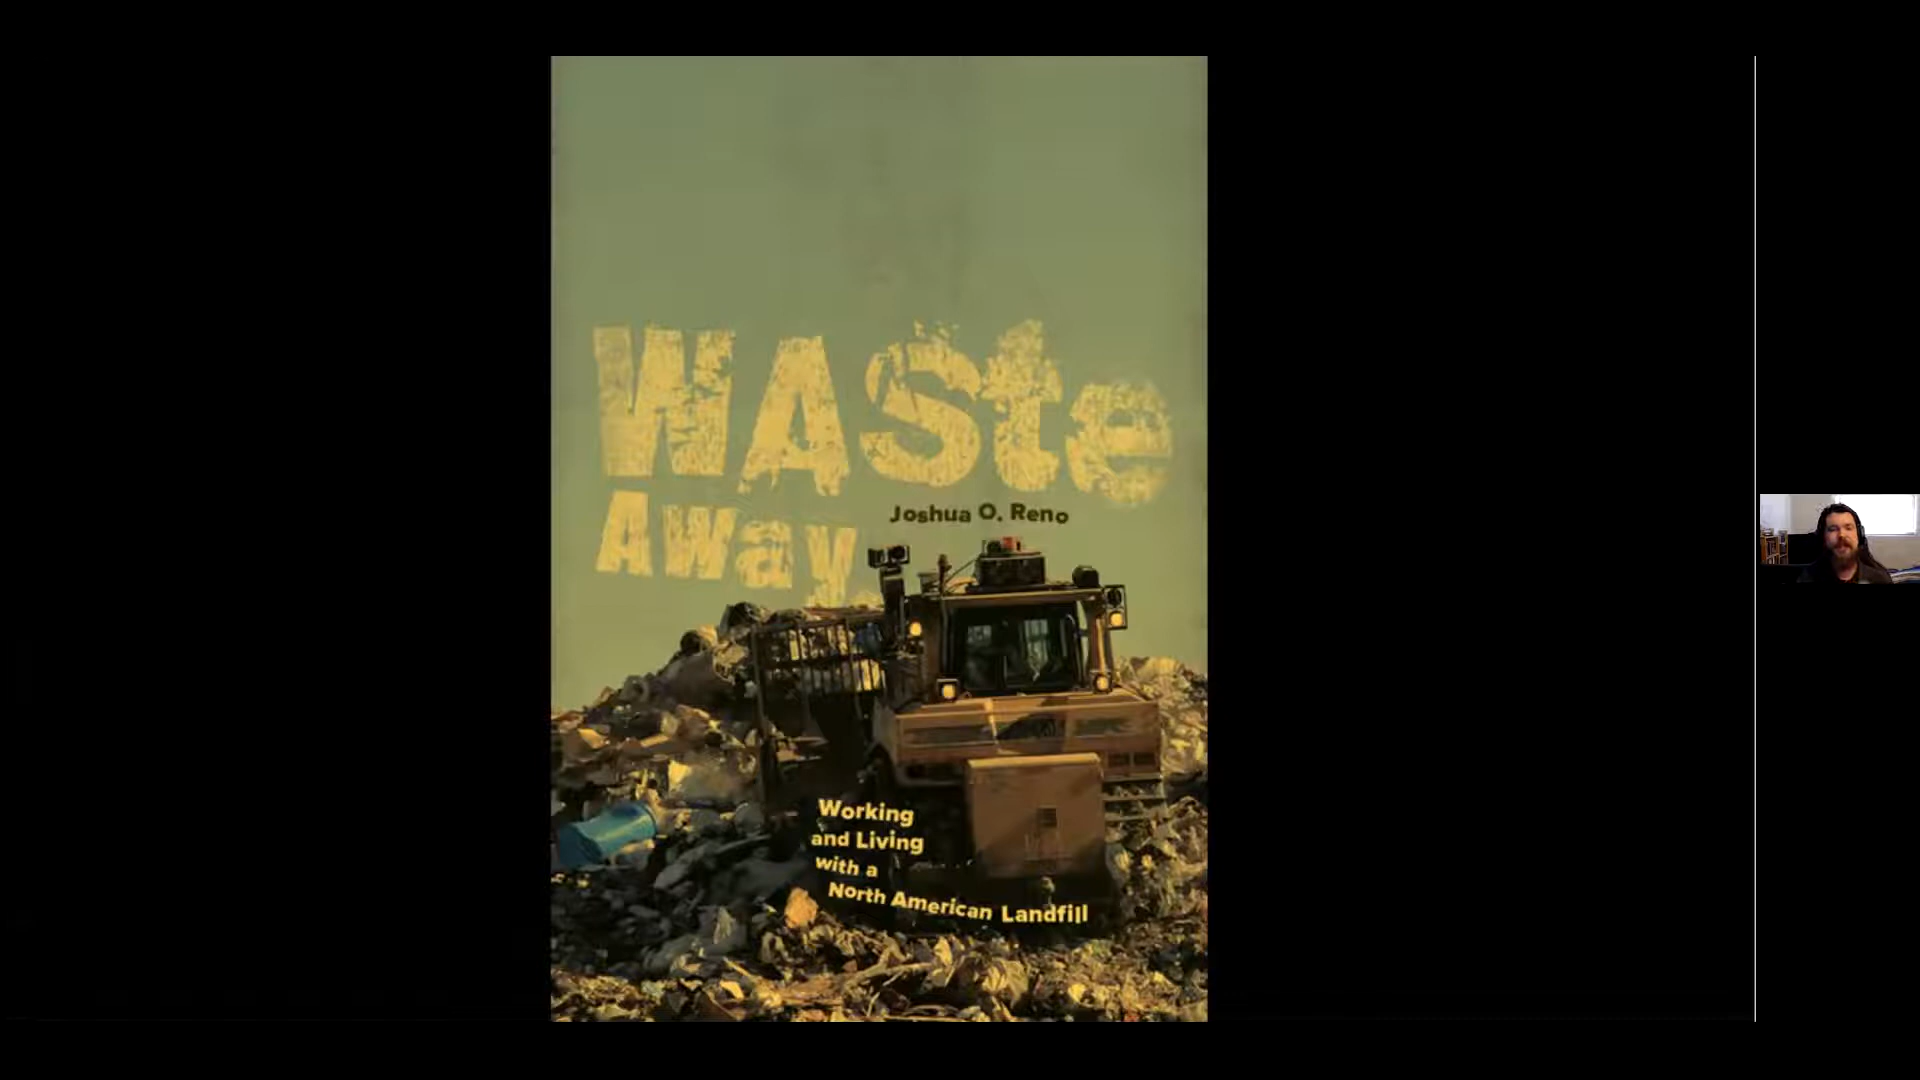 WAste
Away
Joshua O. Reno
Working
and Living
with a
North American Landfill